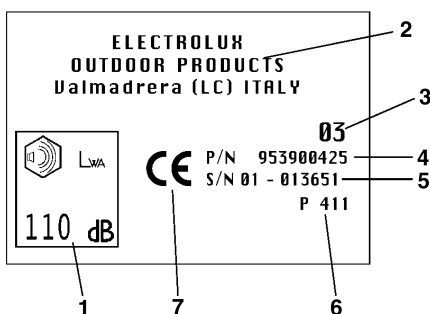 ELECTROLUX
OUTDOOR PRODUCTS
Valmadrera (LC) ITALY
2
03
3
P/N 953900425
4
S/N 01 - 013651
5
P 411
LWA
110 dB
CE
1
7
6